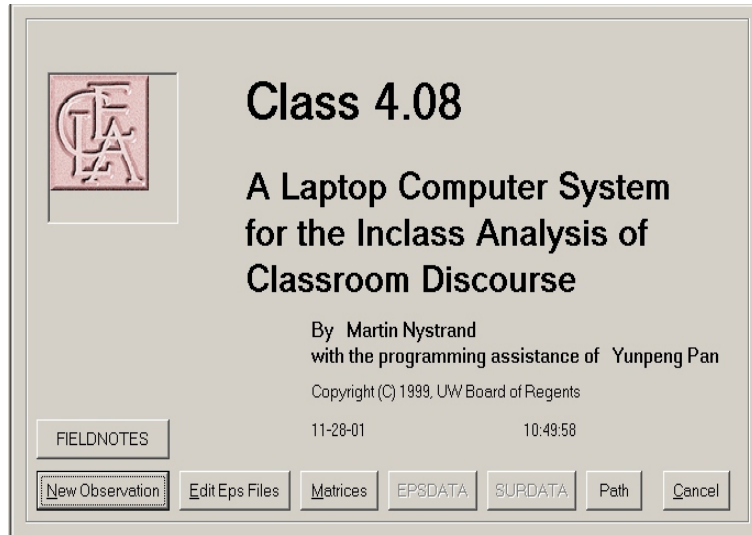 Class 4.08
A Laptop Computer System
for the Inclass Analysis of
Classroom Discourse
By Martin Nystrand
with the programming assistance of Yunpeng Pan
Copyright (C) 1999, UW Board of Regents
11-28-01 10:49:58
FIELDNOTES
New Observation Edit Eps Files Matrices EPSDATA SURDATA Path Cancel